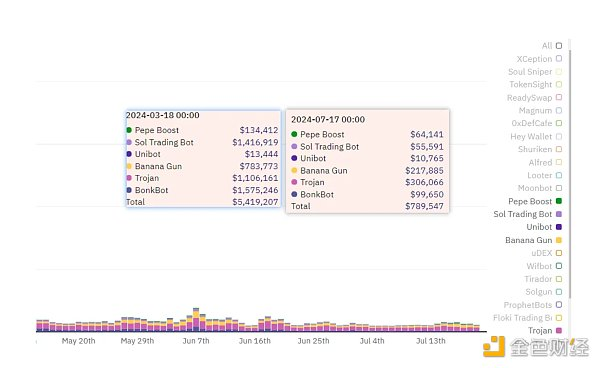 2024-03-18 00:00
Pepe Boost $134,412
Sol Trading Bot $1,416,919
Unibot $13,444
Banana Gun $783,773
Trojan $1,106,161
BonkBot $1,575,246
Total $5,419,207
2024-07-17 00:00
Pepe Boost $64,141
Sol Trading Bot $55,591
Unibot $10,765
Banana Gun $217,885
Trojan $306,066
BonkBot $99,650
Total $789,547
All
XCeption
Soul Sniper
TokenSight
ReadySwap
Magnum
0xDefCafe
Hey Wallet
Shuriken
Alfred
Looter
Moonbot
Pepe Boost
Sol Trading Bot
Unibot
Banana Gun
uDEX
Wifbot
Tirador
Solgun
ProphetBots
Floki Trading B
Trojan
May 20th May 29th Jun 7th Jun 16th Jun 25th Jul 4th Jul 13th
金色财经